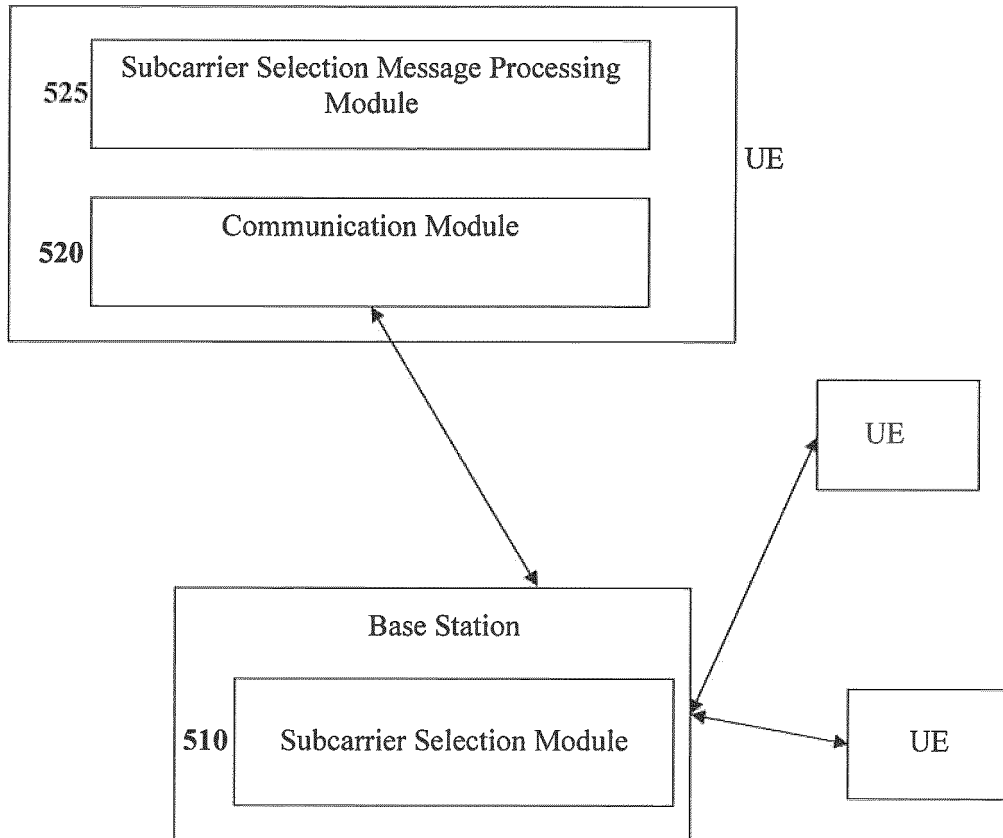 Subcarrier Selection Message Processing
525
Module
UE
Communication Module
520
UE
Base Station
510
Subcarrier Selection Module
UE